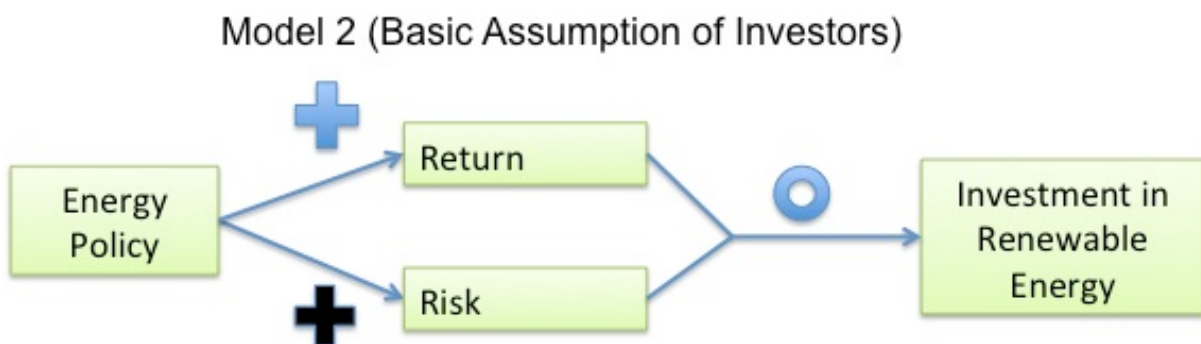 Model 2 (Basic Assumption of Investors)
Energy
Policy
Return
Risk
Investment in
Renewable
Energy